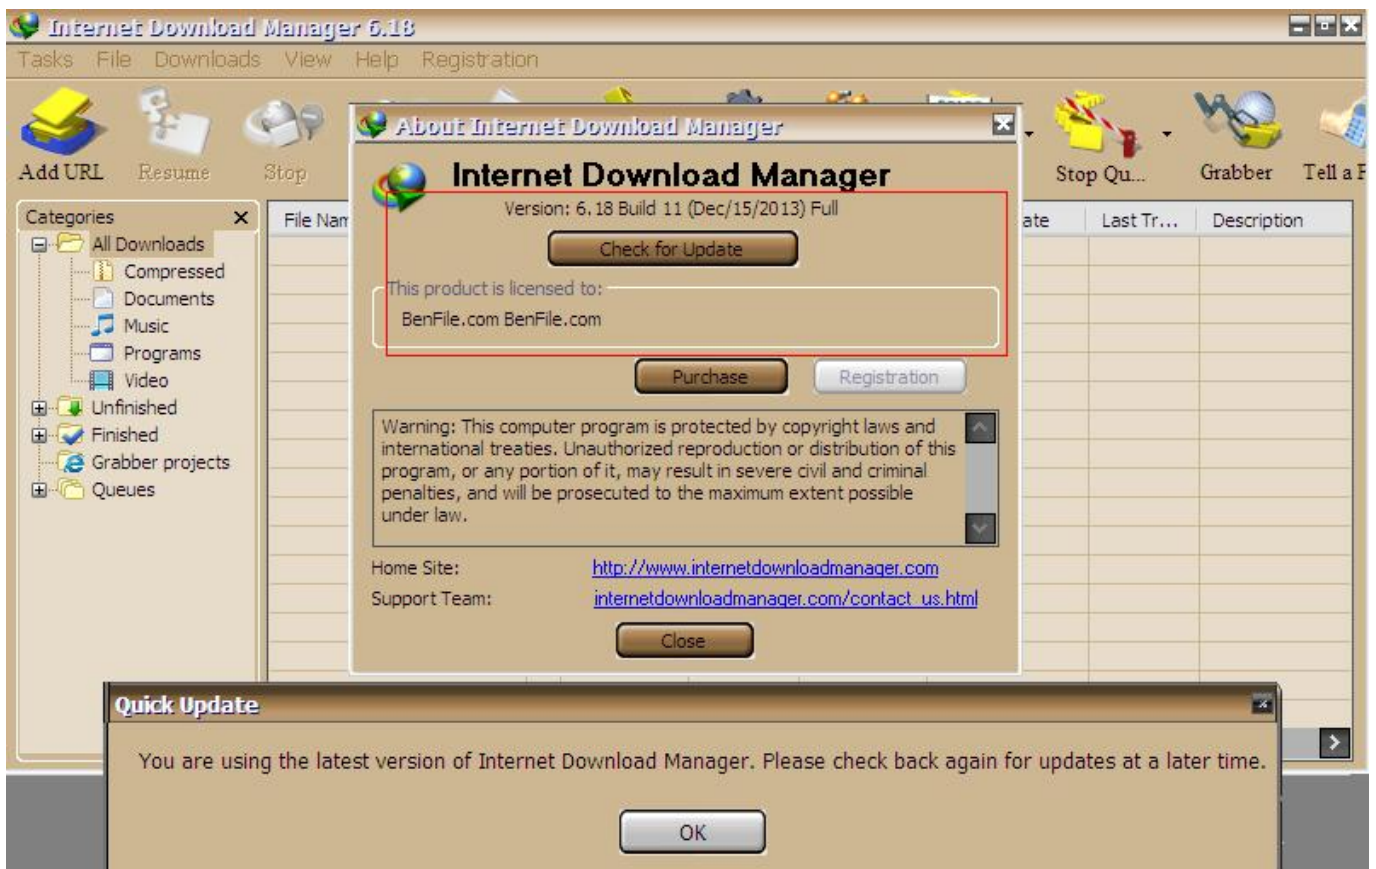 Internet Download Manager 6.18
Tasks File Downloads View Help Registration
Add URL Resume Stop Stop Qu... Grabber Tell a F
Categories
All Downloads
Compressed
Documents
Music
Programs
Video
Unfinished
Finished
Grabber projects
Queues
File Nam
ate Last Tr... Description
About Internet Download Manager
Internet Download Manager
Version: 6.18 Build 11 (Dec/15/2013) Full
Check for Update
This product is licensed to:
BenFile.com BenFile.com
Purchase Registration
Warning: This computer program is protected by copyright laws and
international treaties. Unauthorized reproduction or distribution of this
program, or any portion of it, may result in severe civil and criminal
penalties, and will be prosecuted to the maximum extent possible
under law.
Home Site: http://www.internetdownloadmanager.com
Support Team: internetdownloadmanager.com/contact_us.html
Close
Quick Update
You are using the latest version of Internet Download Manager. Please check back again for updates at a later time.
OK